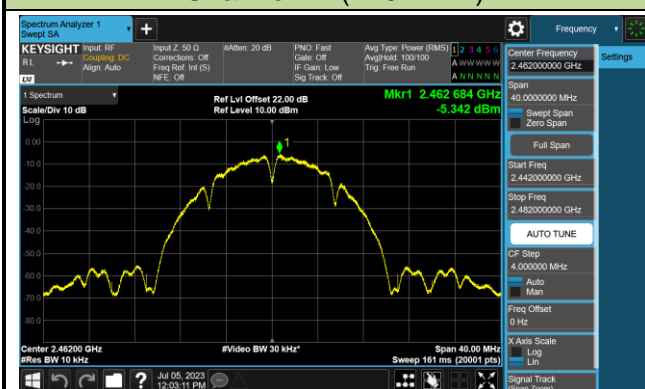 Spectrum Analyzer 1
Swept SA
Frequency
KEYSIGHT
RL
LXI
Input: RF
Coupling: DC
Align: Auto
Input Z: 50 Ω
Corrections: Off
Freq Ref: Int (S)
NFE: Off
#Atten: 20 dB
PNO: Fast
Gate: Off
IF Gain: Low
Sig Track: Off
Avg Type: Power (RMS)
Avg|Hold: 100/100
Trig: Free Run
1 2 3 4 5 6
A W W W W W
A N N N N N
1 Spectrum
Scale/Div 10 dB
Log
Ref Lvl Offset 22.00 dB
Ref Level 10.00 dBm
Mkr1 2.462 684 GHz
-5.342 dBm
1
0.00
-10.0
-20.0
-30.0
-40.0
-50.0
-60.0
-70.0
-80.0
Center 2.46200 GHz
#Res BW 10 kHz
#Video BW 30 kHz*
Span 40.00 MHz
Sweep 161 ms (20001 pts)
Jul 05, 2023
12:03:11 PM
Center Frequency
2.462000000 GHz
Settings
Span
40.0000000 MHz
Swept Span
Zero Span
Full Span
Start Freq
2.442000000 GHz
Stop Freq
2.482000000 GHz
AUTO TUNE
CF Step
4.000000 MHz
Auto
Man
Freq Offset
0 Hz
X Axis Scale
Log
Lin
Signal Track
(Span Zoom)